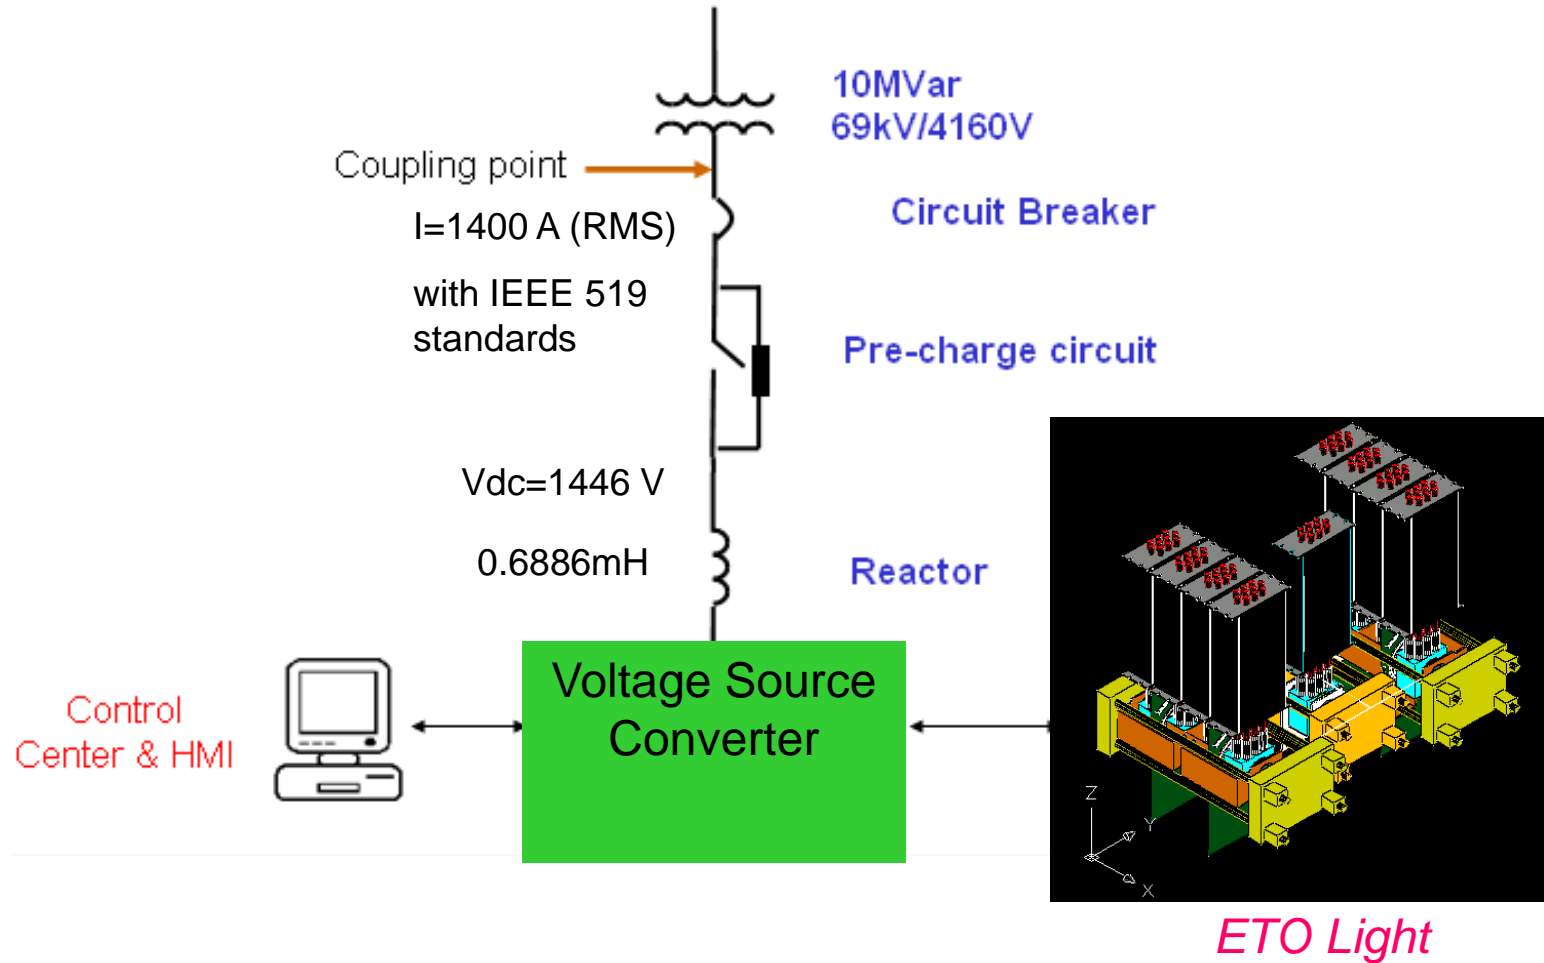 10MVar
69kV/4160V
Coupling point
Circuit Breaker
I=1400 A (RMS)
with IEEE 519
standards
Pre-charge circuit
Vdc=1446 V
0.6886mH
Reactor
Voltage Source
Converter
Control
Center & HMI
Z
Y
X
ETO Light